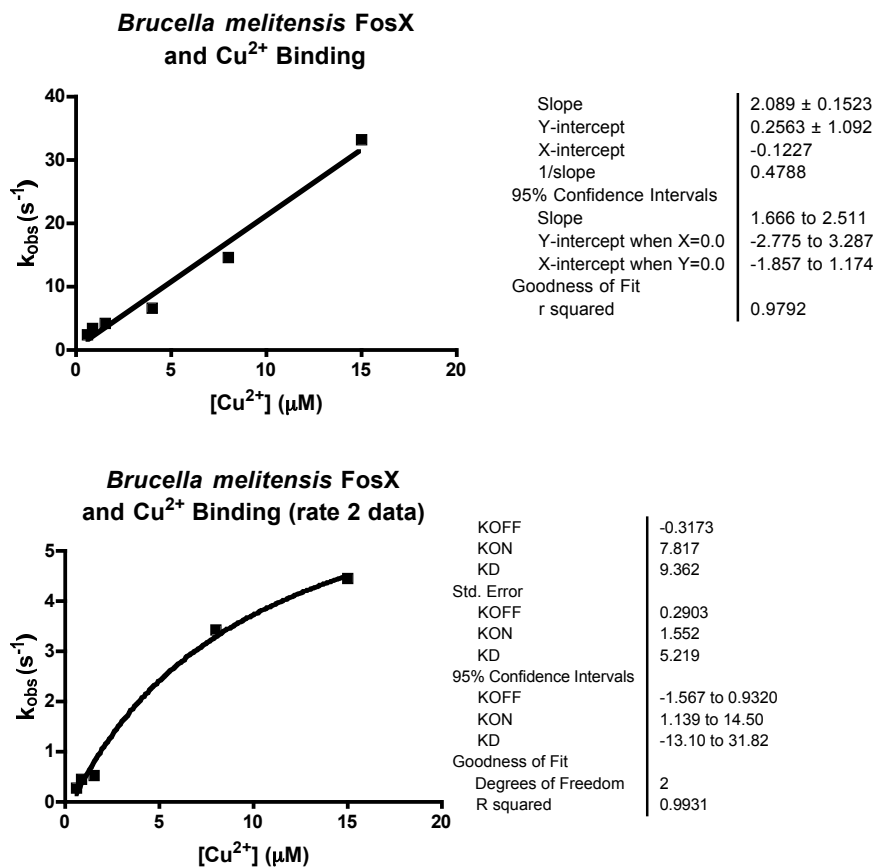 Brucella melitensis FosX
and Cu²⁺ Binding
40
30
20
10
0
k_obs (s⁻¹)
0 5 10 15 20
[Cu²⁺] (μM)
Slope 2.089 ± 0.1523
Y-intercept 0.2563 ± 1.092
X-intercept -0.1227
1/slope 0.4788
95% Confidence Intervals
Slope 1.666 to 2.511
Y-intercept when X=0.0 -2.775 to 3.287
X-intercept when Y=0.0 -1.857 to 1.174
Goodness of Fit
r squared 0.9792
Brucella melitensis FosX
and Cu²⁺ Binding (rate 2 data)
5
4
3
2
1
0
k_obs (s⁻¹)
0 5 10 15 20
[Cu²⁺] (μM)
KOFF -0.3173
KON 7.817
KD 9.362
Std. Error
KOFF 0.2903
KON 1.552
KD 5.219
95% Confidence Intervals
KOFF -1.567 to 0.9320
KON 1.139 to 14.50
KD -13.10 to 31.82
Goodness of Fit
Degrees of Freedom 2
R squared 0.9931